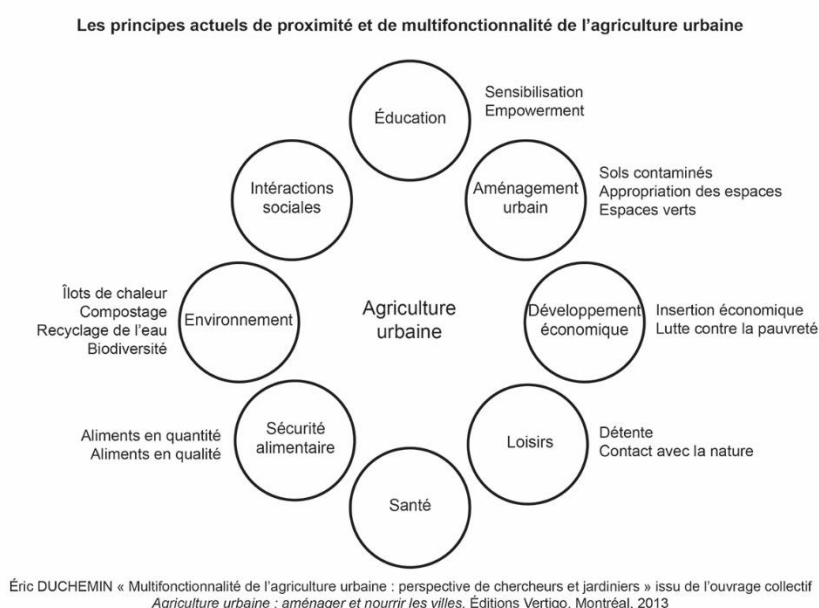 Les principes actuels de proximité et de multifonctionnalité de l'agriculture urbaine
Éducation
Sensibilisation
Empowerment
Intéractions
sociales
Aménagement
urbain
Sols contaminés
Appropriation des espaces
Espaces verts
Îlots de chaleur
Compostage
Recyclage de l'eau
Biodiversité
Environnement
Agriculture
urbaine
Développement
économique
Insertion économique
Lutte contre la pauvreté
Aliments en quantité
Aliments en qualité
Sécurité
alimentaire
Loisirs
Détente
Contact avec la nature
Santé
Éric DUCHEMIN « Multifonctionnalité de l'agriculture urbaine : perspective de chercheurs et jardiniers » issu de l'ouvrage collectif
Agriculture urbaine : aménager et nourrir les villes, Éditions Vertigo, Montréal, 2013